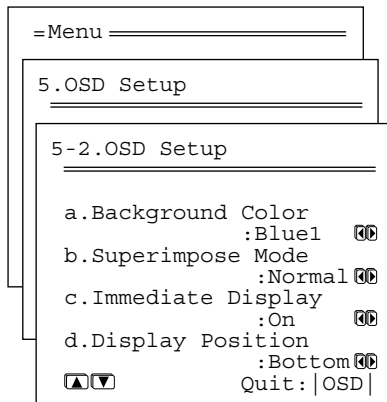 =Menu
5.OSD Setup
5-2.OSD Setup
a.Background Color
:Blue1
b.Superimpose Mode
:Normal
c.Immediate Display
:On
d.Display Position
:Bottom
Quit:|OSD|